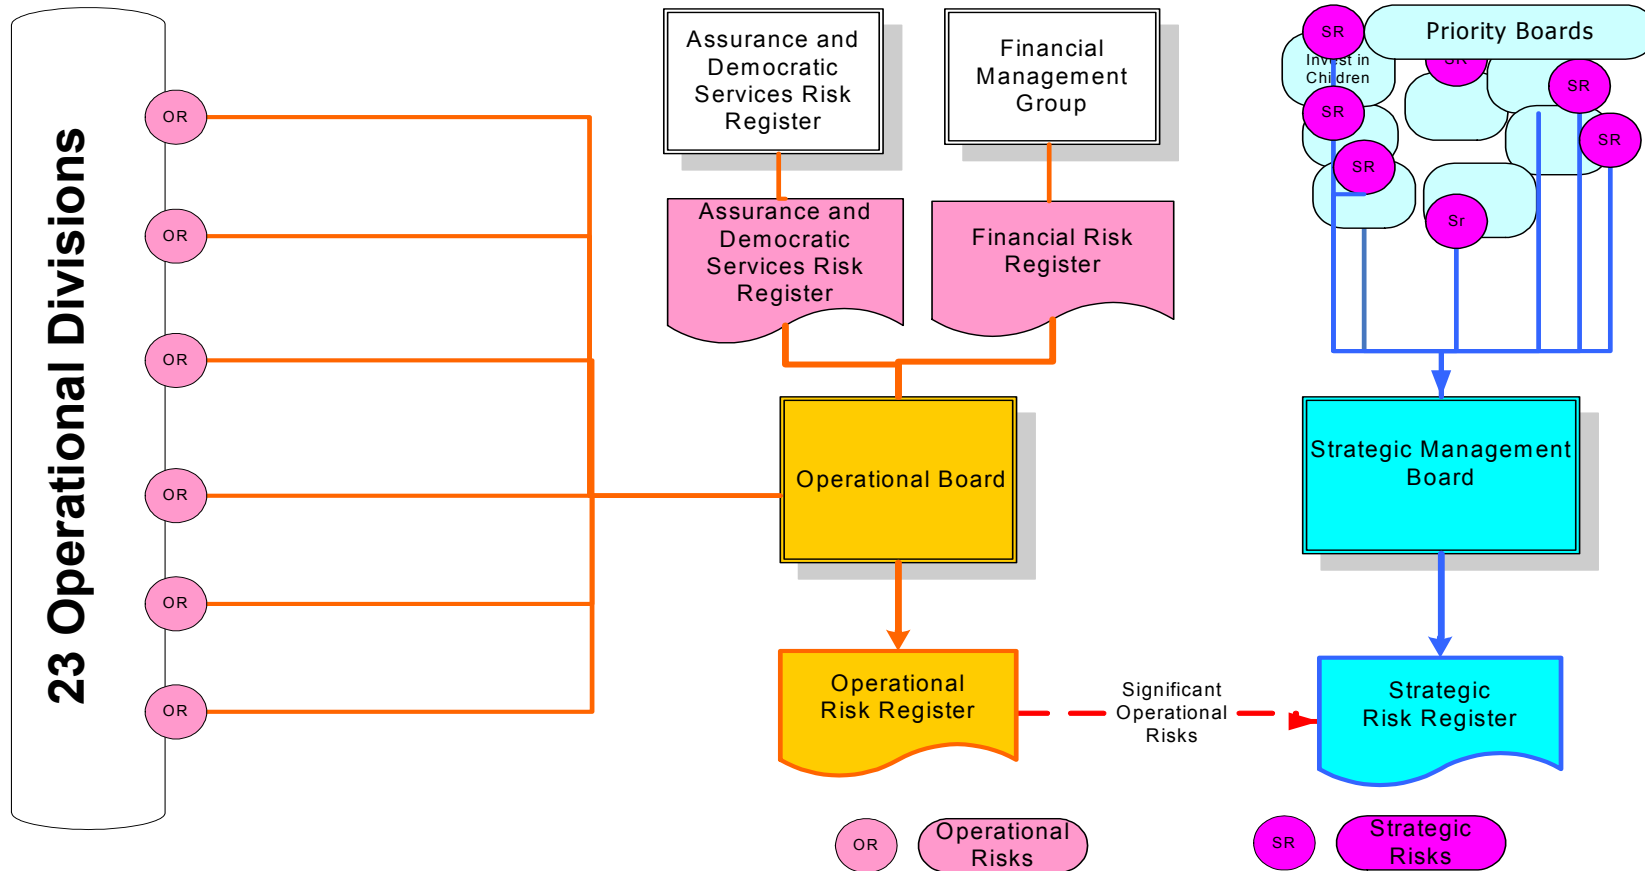 23 Operational Divisions
OR
OR
OR
OR
OR
OR
Assurance and
Democratic
Services Risk
Register
Financial
Management
Group
Assurance and
Democratic
Services Risk
Register
Financial Risk
Register
Operational Board
Operational
Risk Register
Significant
Operational
Risks
SR
Priority Boards
Invest in
Children
SR
SR
SR
SR
SR
Sr
Strategic Management
Board
Strategic
Risk Register
OR
Operational
Risks
SR
Strategic
Risks